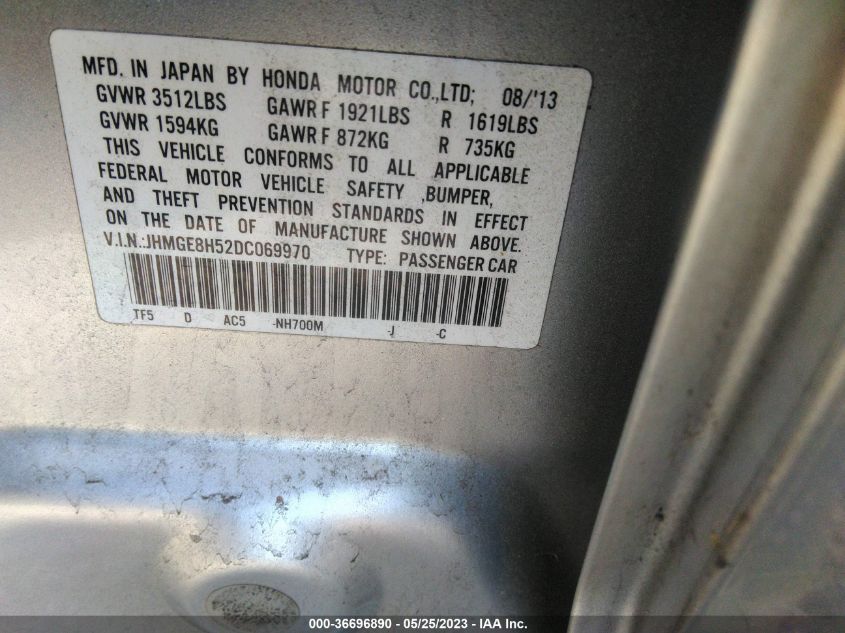 MFD. IN JAPAN BY HONDA MOTOR CO.,LTD; 08/'13
GVWR 3512LBS GAWR F 1921LBS R 1619LBS
GVWR 1594KG GAWR F 872KG R 735KG
THIS VEHICLE CONFORMS TO ALL APPLICABLE
FEDERAL MOTOR VEHICLE SAFETY ,BUMPER,
AND THEFT PREVENTION STANDARDS IN EFFECT
ON THE DATE OF MANUFACTURE SHOWN ABOVE.
V.I.N.:JHMGE8H52DC069970 TYPE: PASSENGER CAR
TF5 D AC5 -NH700M -J -C
000-36696890 - 05/25/2023 - IAA Inc.